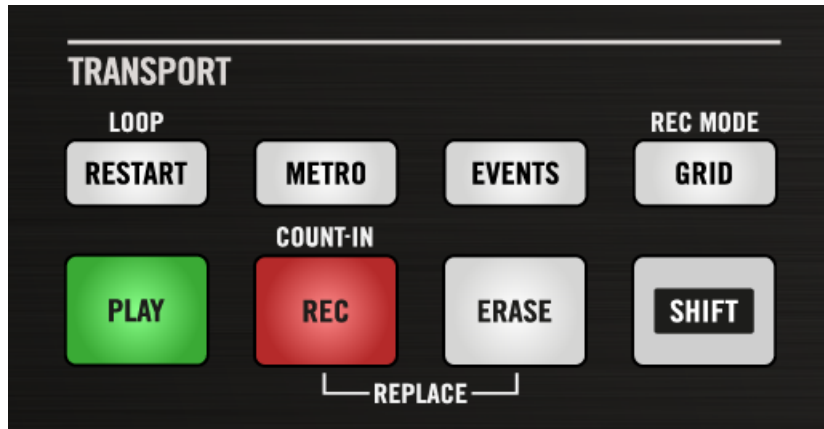 TRANSPORT
LOOP REC MODE
RESTART METRO EVENTS GRID
COUNT-IN
PLAY REC ERASE SHIFT
REPLACE